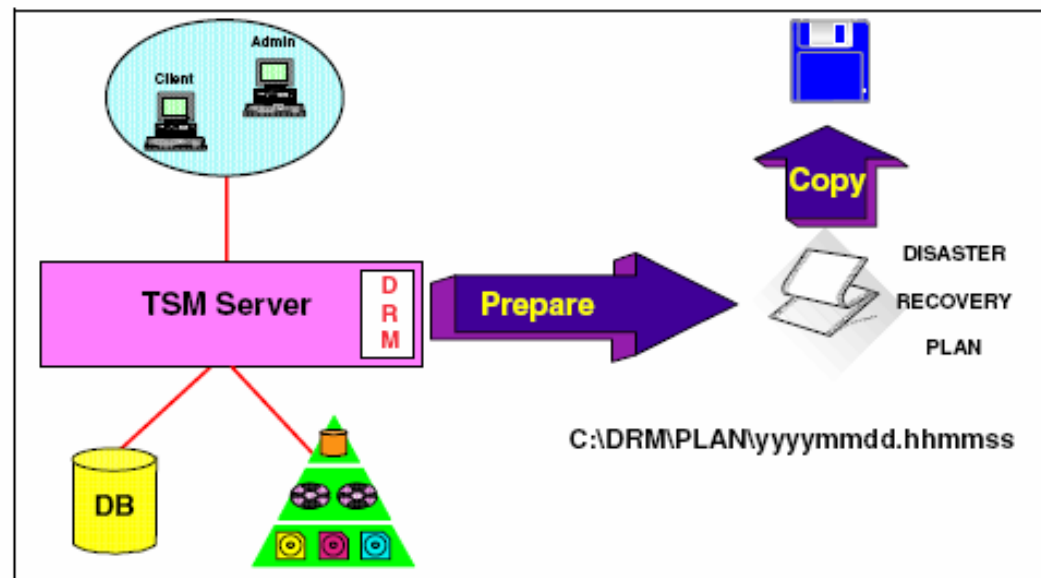 Admin
Client
TSM Server
D
R
M
Prepare
Copy
DISASTER
RECOVERY
PLAN
C:\DRM\PLAN\yyyymmdd.hhmmss
DB